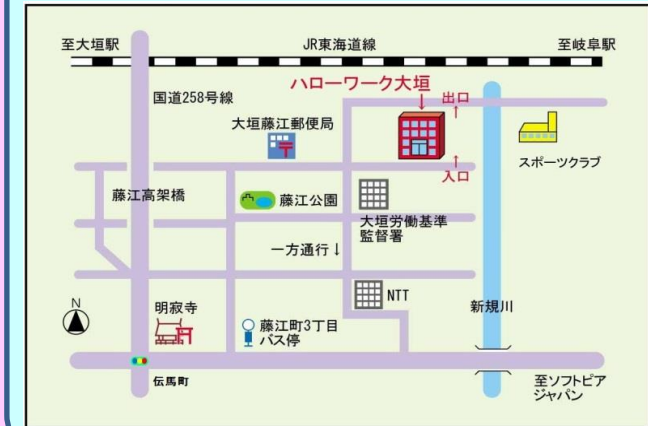 至大垣駅
JR東海道線
至岐阜駅
ハローワーク大垣
国道258号線
出口
大垣藤江郵便局
スポーツクラブ
入口
藤江高架橋
藤江公園
大垣労働基準
監督署
一方通行↓
N
NTT
新規川
明寂寺
藤江町3丁目
バス停
伝馬町
至ソフトピア
ジャパン